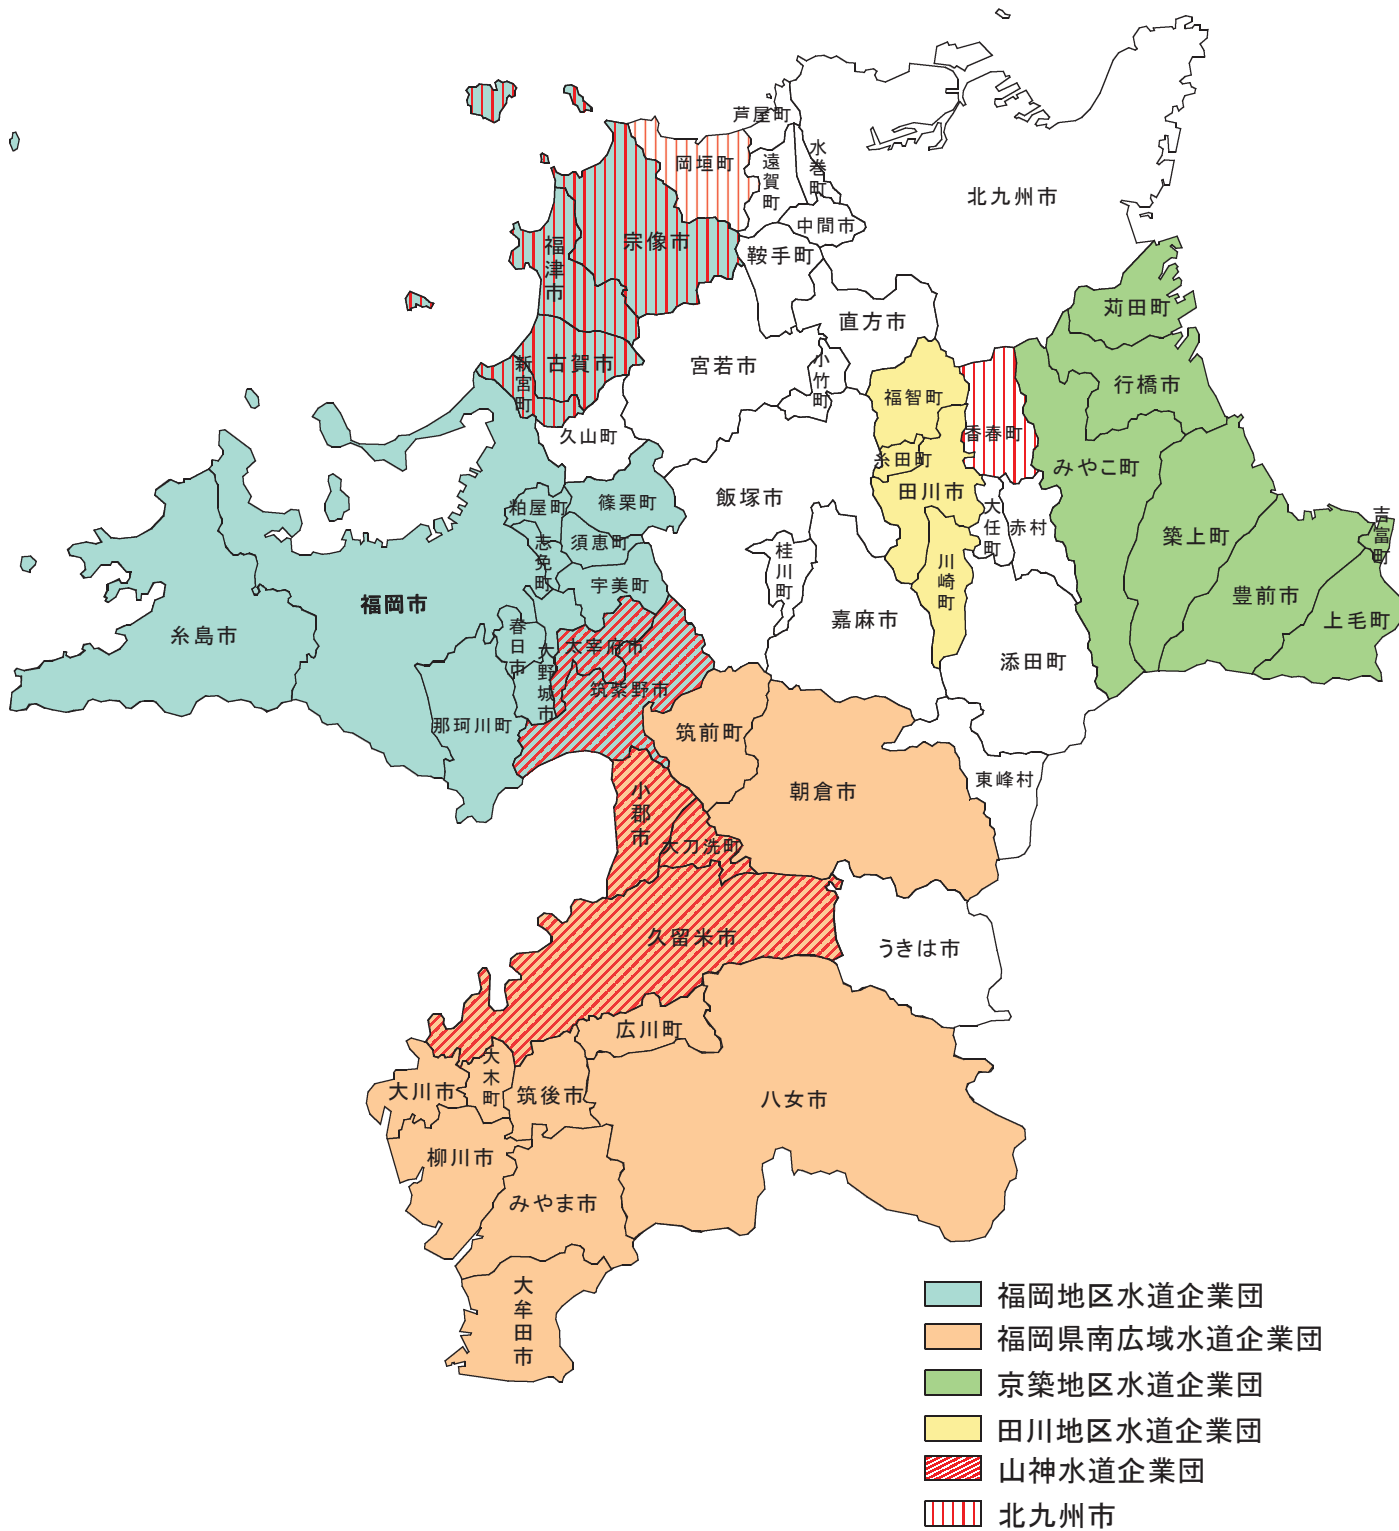 芦屋町
水巻町
岡垣町
遠賀町
北九州市
中間市
宗像市
福津市
鞍手町
苅田町
直方市
新宮町
古賀市
宮若市
小竹町
行橋市
福智町
久山町
香春町
糸田町
みやこ町
田川市
飯塚市
粕屋町
篠栗町
大任町
赤村
吉富町
志免町
須恵町
築上町
桂川町
川崎町
宇美町
福岡市
豊前市
嘉麻市
上毛町
糸島市
春日市
大野城市
太宰府市
添田町
筑紫野市
那珂川町
筑前町
東峰村
小郡市
朝倉市
大刀洗町
久留米市
うきは市
広川町
大木町
大川市
筑後市
八女市
柳川市
みやま市
大牟田市
福岡地区水道企業団
福岡県南広域水道企業団
京築地区水道企業団
田川地区水道企業団
山神水道企業団
北九州市